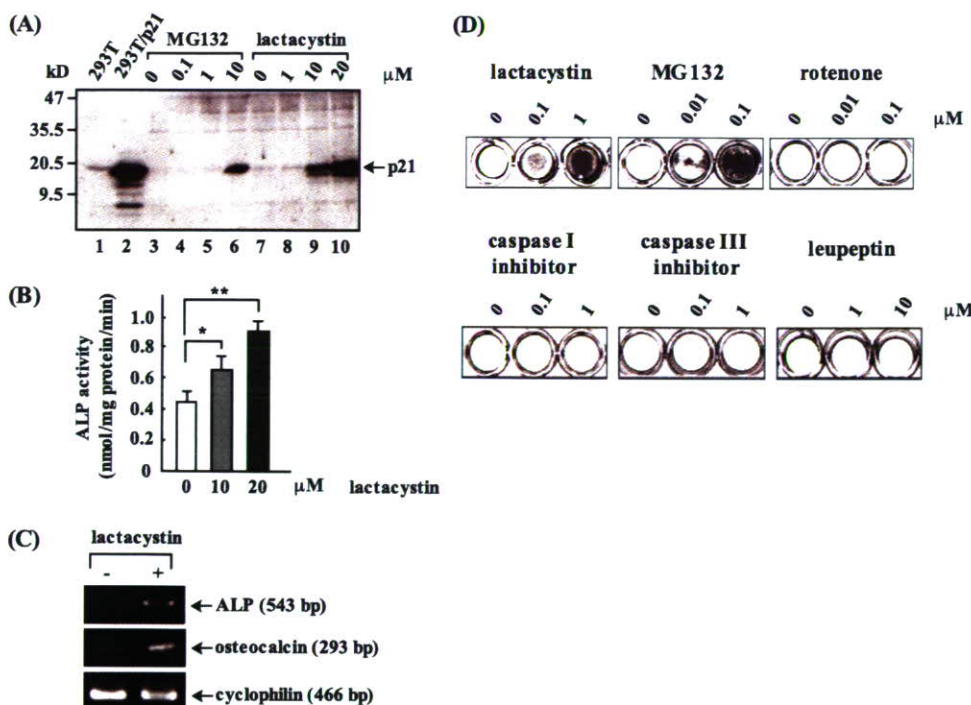 (A)
MG132 lactacystin
kD 293T 293T/p21 0 0.1 1 10 0 1 10 20 μM
47
35.5
20.5 p21
9.5
1 2 3 4 5 6 7 8 9 10
(B)
** 
*
ALP activity
(nmol/mg protein/min)
1.0
0.8
0.6
0.4
0.2
0
0 10 20 μM lactacystin
(C)
lactacystin
- +
ALP (543 bp)
osteocalcin (293 bp)
cyclophilin (466 bp)
(D)
lactacystin MG132 rotenone
0 0.1 1 0 0.01 0.1 0 0.01 0.1 μM
caspase I inhibitor
caspase III inhibitor
leupeptin
0 0.1 1 0 0.1 1 0 1 10 μM